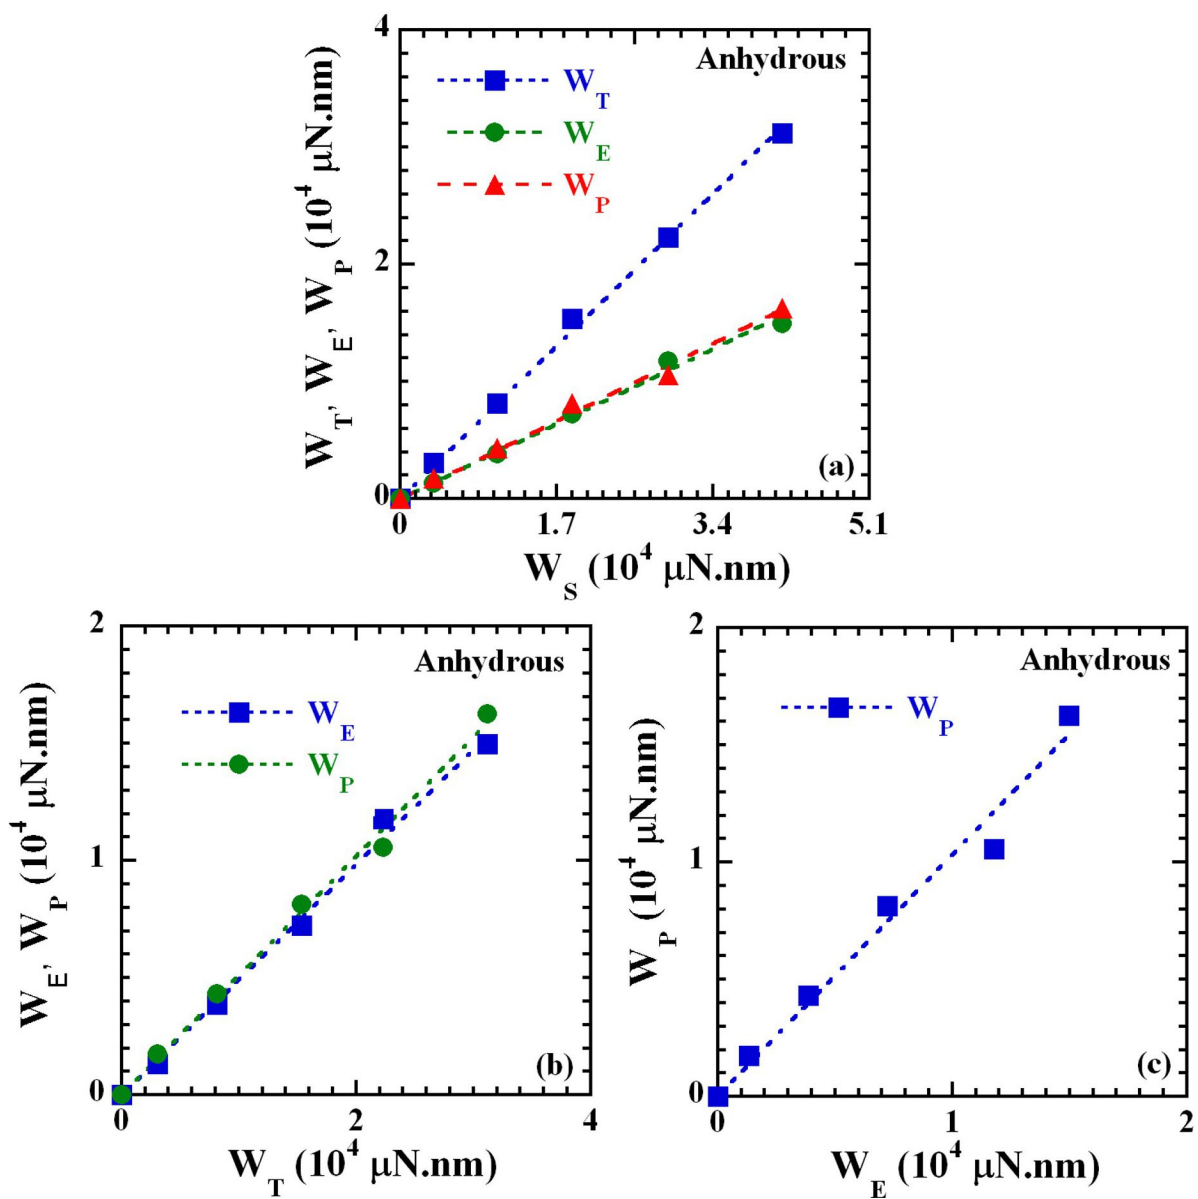 4
Anhydrous
W_T
W_E
W_P
W_T, W_E, W_P (10^4 μN.nm)
2
(a)
0
0 1.7 3.4 5.1
W_S (10^4 μN.nm)
2
Anhydrous
W_E
W_P
W_E, W_P (10^4 μN.nm)
1
(b)
0
0 2 4
W_T (10^4 μN.nm)
2
Anhydrous
W_P
W_P (10^4 μN.nm)
1
(c)
0
0 1 2
W_E (10^4 μN.nm)